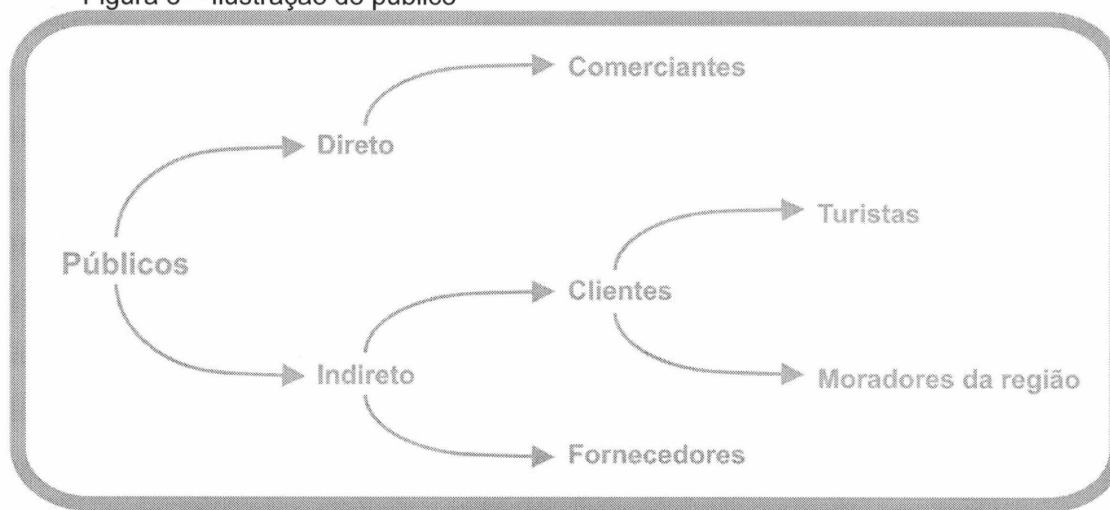 Ilustração do público
Comerciantes
Direto
Turistas
Públicos
Clientes
Indireto
Moradores da região
Fornecedores